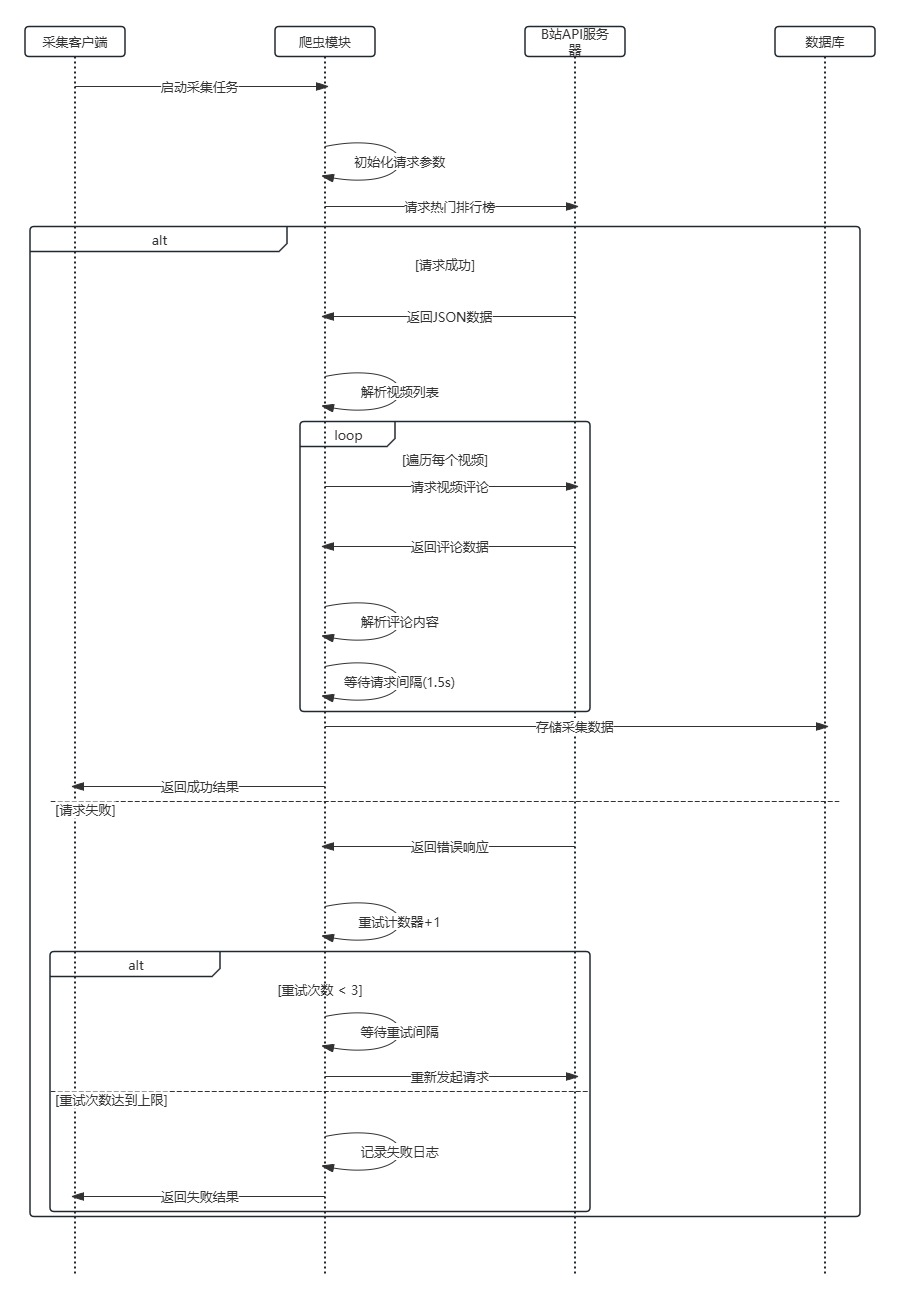 采集客户端
爬虫模块
B站API服务
器
数据库
启动采集任务
初始化请求参数
请求热门排行榜
alt
[请求成功]
返回JSON数据
解析视频列表
loop
[遍历每个视频]
请求视频评论
返回评论数据
解析评论内容
等待请求间隔(1.5s)
存储采集数据
返回成功结果
[请求失败]
返回错误响应
重试计数器+1
alt
[重试次数 < 3]
等待重试间隔
重新发起请求
[重试次数达到上限]
记录失败日志
返回失败结果